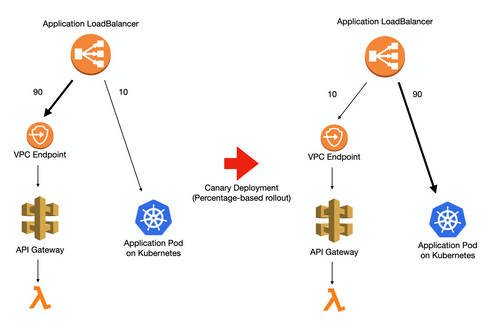 Application LoadBalancer
90
10
VPC Endpoint
API Gateway
Application Pod
on Kubernetes
Canary Deployment
(Percentage-based rollout)
Application LoadBalancer
10
90
VPC Endpoint
API Gateway
Application Pod
on Kubernetes